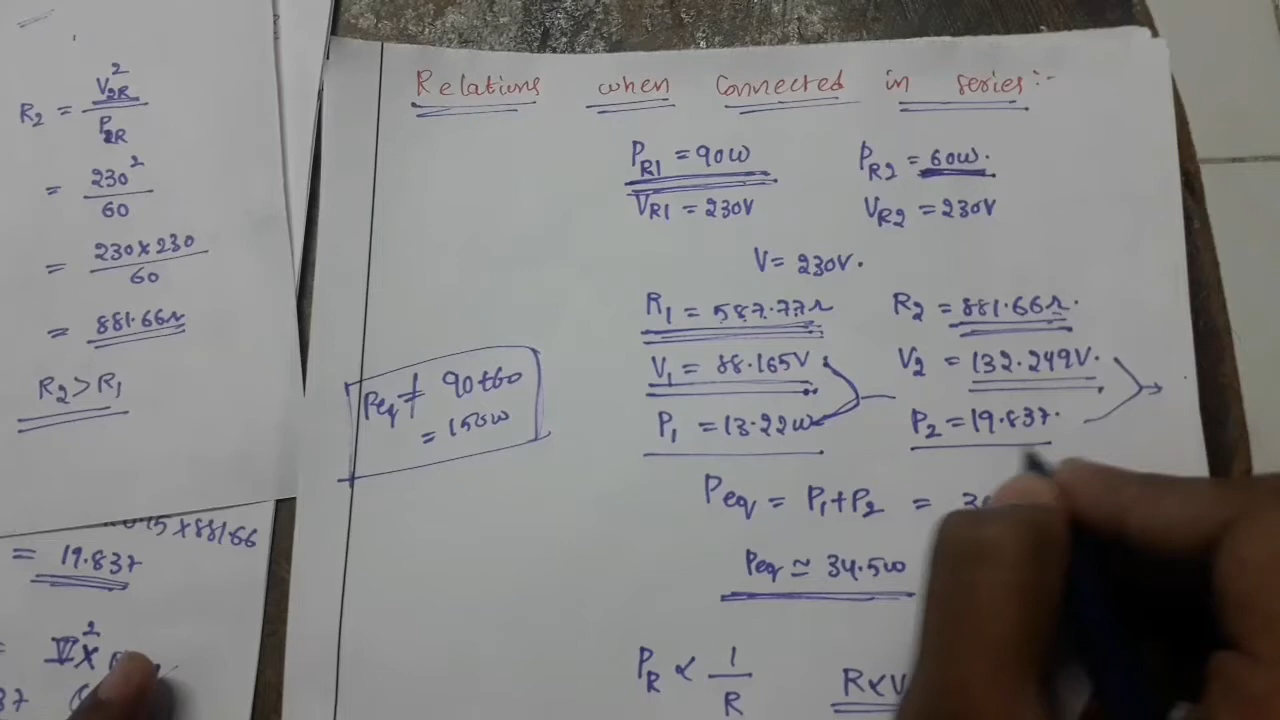 R2 = V2R²
P2R
= 230²
60
= 230×230
60
= 881.66Ω
R2 > R1
×881.66
= 19.837
Relations when Connected in series:-
PR1 = 90W
PR2 = 60W.
VR1 = 230V
VR2 = 230V
V = 230V.
R1 = 587.77Ω
R2 = 881.66Ω.
V1 = 88.165V
V2 = 132.249V.
P1 = 13.22W
P2 = 19.837.
Peq ≠ 90+60
= 150W
Peq = P1+P2 =
Peq ≃ 34.5W
PR ∝ 1
R
R∝V